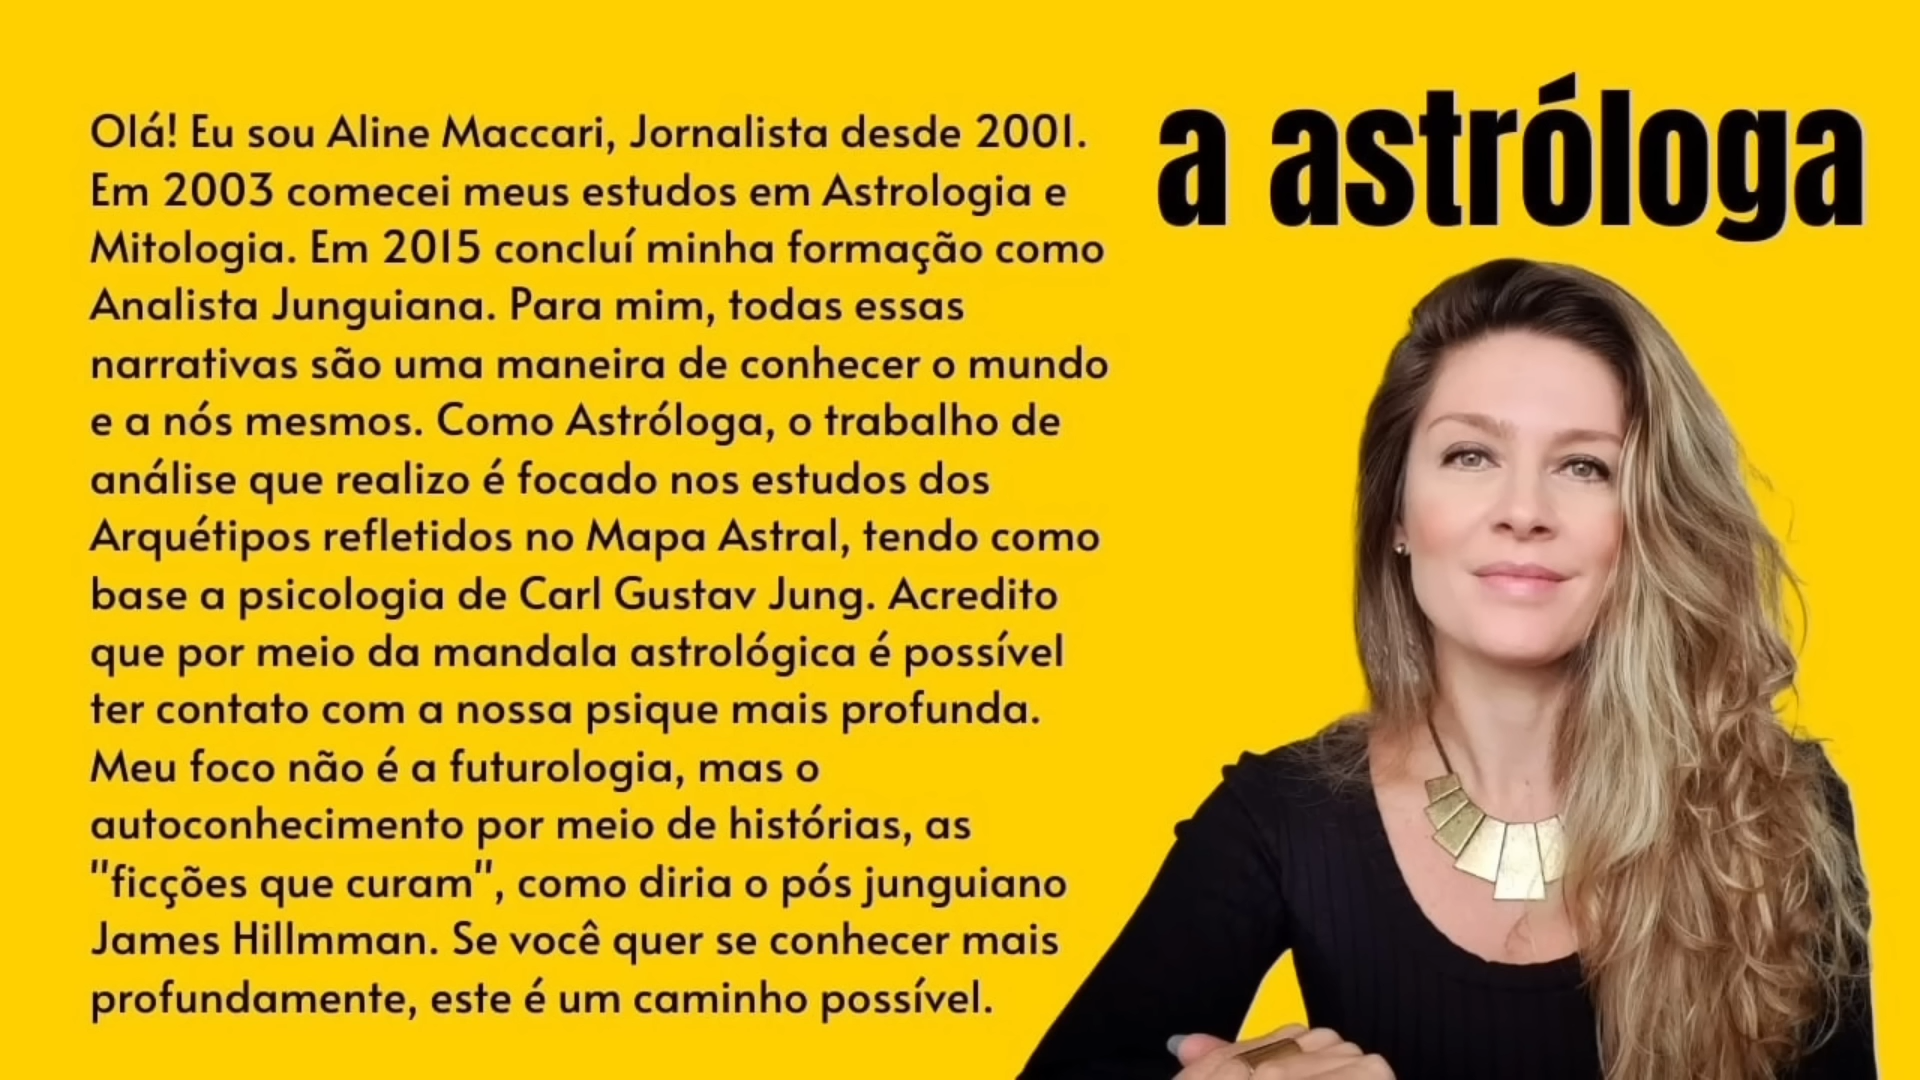 a astróloga
Olá! Eu sou Aline Maccari, Jornalista desde 2001.
Em 2003 comecei meus estudos em Astrologia e
Mitologia. Em 2015 concluí minha formação como
Analista Junguiana. Para mim, todas essas
narrativas são uma maneira de conhecer o mundo
e a nós mesmos. Como Astróloga, o trabalho de
análise que realizo é focado nos estudos dos
Arquétipos refletidos no Mapa Astral, tendo como
base a psicologia de Carl Gustav Jung. Acredito
que por meio da mandala astrológica é possível
ter contato com a nossa psique mais profunda.
Meu foco não é a futurologia, mas o
autoconhecimento por meio de histórias, as
"ficções que curam", como diria o pós junguiano
James Hillmman. Se você quer se conhecer mais
profundamente, este é um caminho possível.